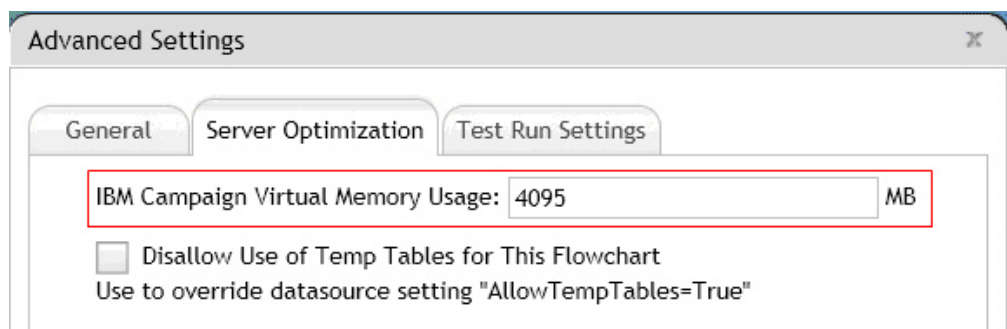 Advanced Settings
General Server Optimization Test Run Settings
IBM Campaign Virtual Memory Usage: 4095 MB
Disallow Use of Temp Tables for This Flowchart
Use to override datasource setting "AllowTempTables=True"